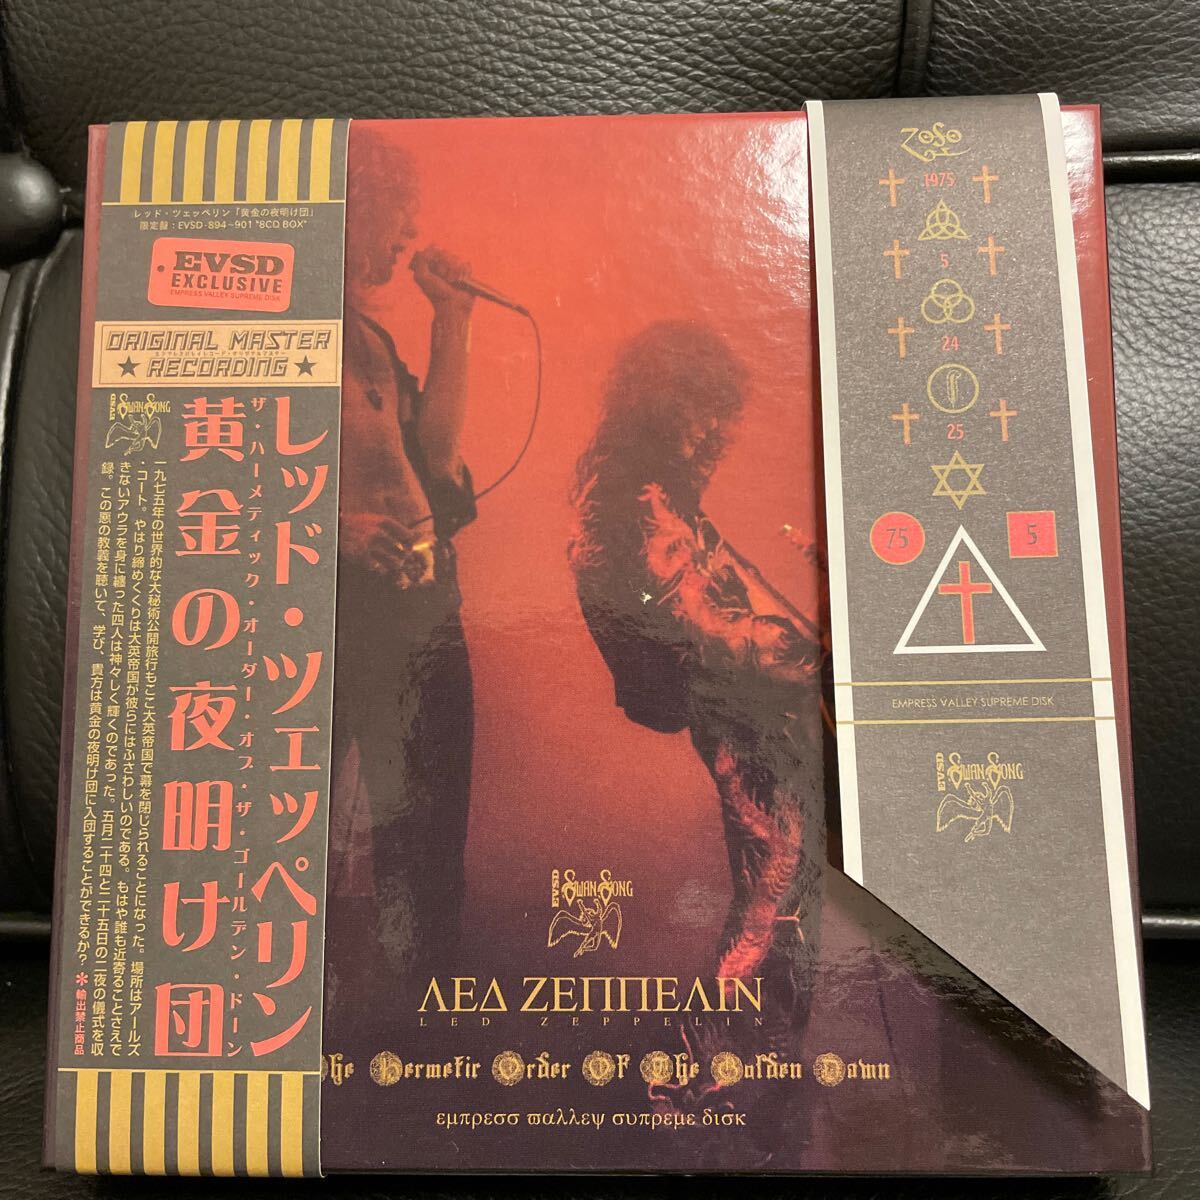 レッド・ツェッペリン「黄金の夜明け団」
限定盤：EVSD-894~901 "8CD BOX"
EVSD
EXCLUSIVE
EMPRESS VALLEY SUPREME DISK
ORIGINAL MASTER
RECORDING
SWAN SONG
EVSD
レッド・ツェッペリン
ザ・ハーメティック・オーダー・オブ・ザ・ゴールデン・ドーン
黄金の夜明け団
一九七五年の世界的な大秘術公開旅行もここ大英帝国で幕を閉じられることになった。場所はアールズ
・コート。やはり締めくくりは大英帝国が彼らにはふさわしいのである。もはや誰も近寄ることさえで
きないアウラを身に纏った四人は神々しく輝くのであった。五月二十四と二十五日の二夜の儀式を収
録。この悪の教義を聴いて、学び、貴方は黄金の夜明け団に入団することができるか？
＊輸出禁止商品
ZoSo
1975
5
24
25
75
5
EMPRESS VALLEY SUPREME DISK
SWAN SONG
EVSD
SWAN SONG
EVSD
ΛΕΔ ΖΕΠΠΕΛΙΝ
LED ZEPPELIN
The Hermetic Order Of The Golden Dawn
εмπρεσσ ϖαλλεψ συπρεмε δισκ